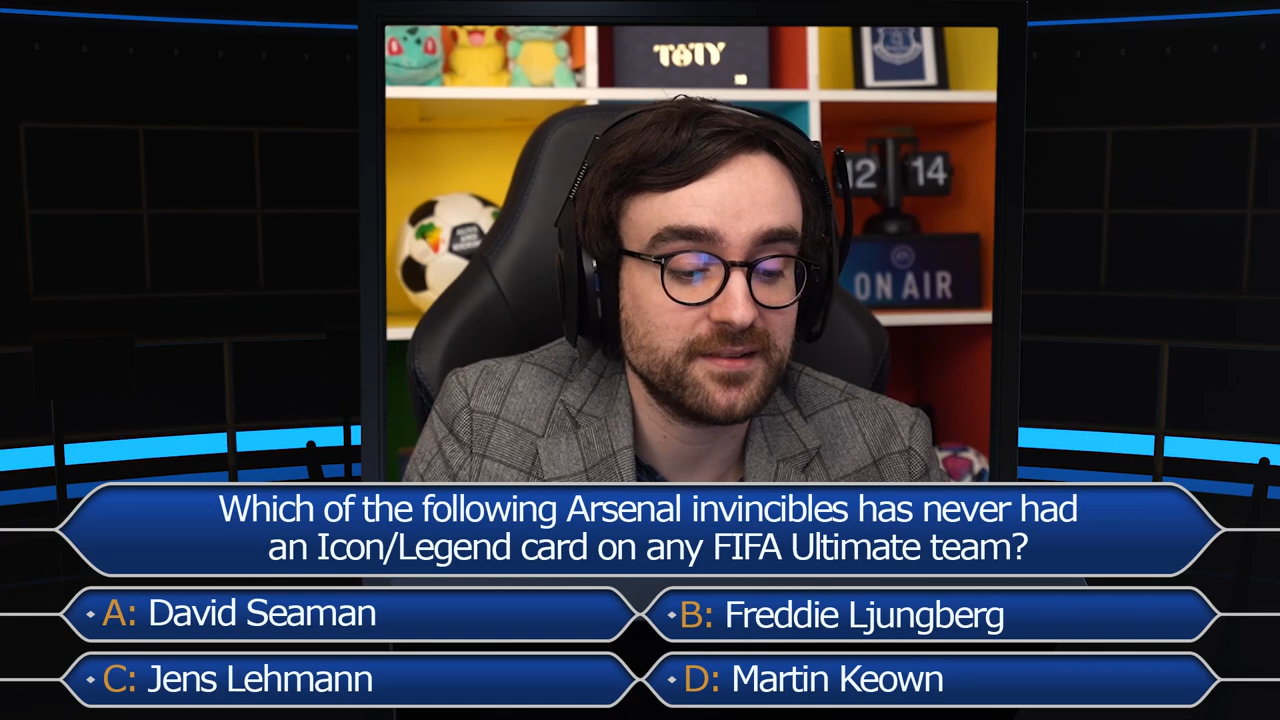 TOTY
12 14
ON AIR
Which of the following Arsenal invincibles has never had
an Icon/Legend card on any FIFA Ultimate team?
A: David Seaman
B: Freddie Ljungberg
C: Jens Lehmann
D: Martin Keown